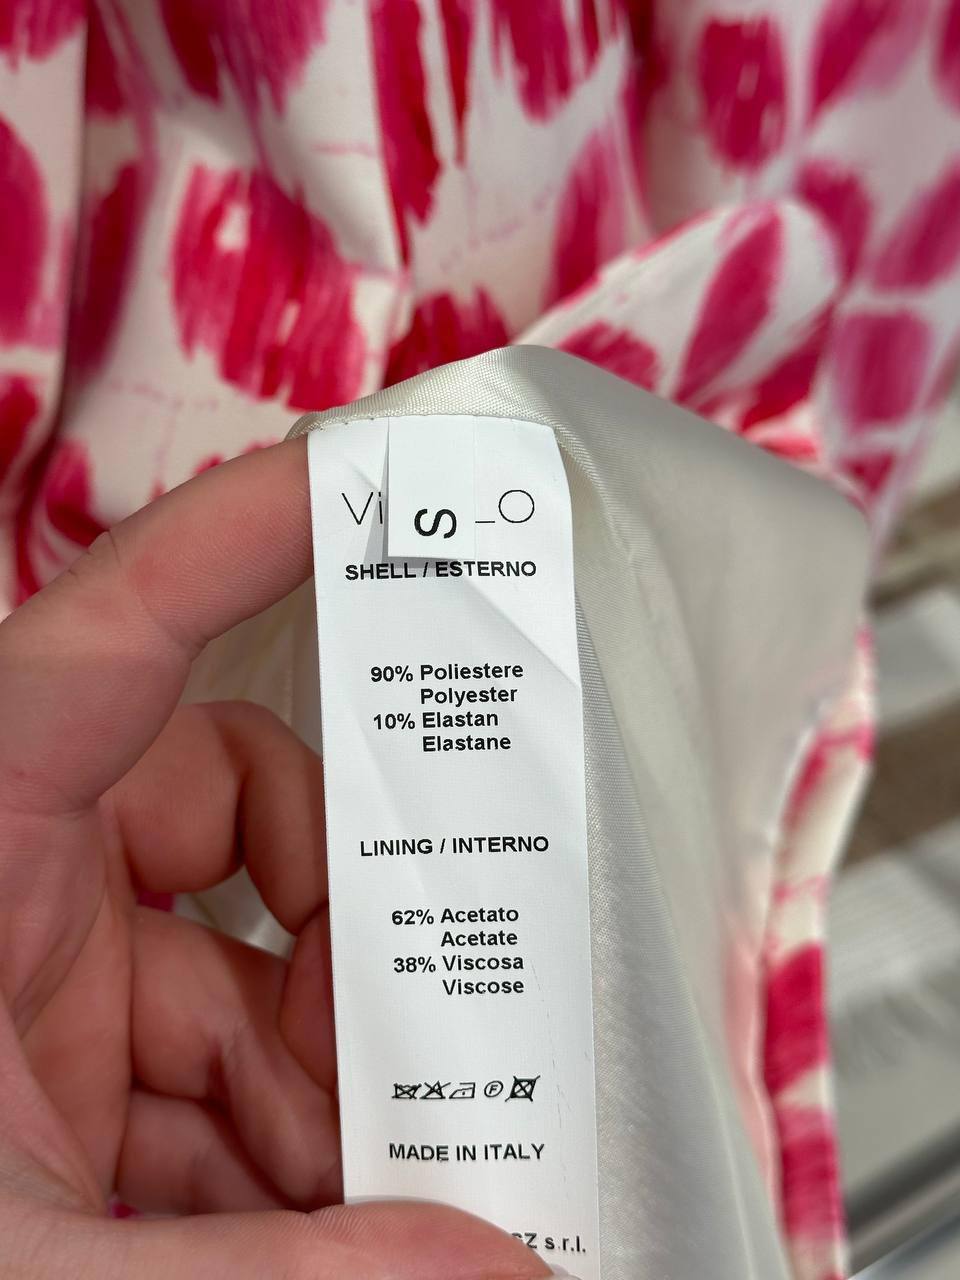 S
SHELL / ESTERNO
90% Poliestere
Polyester
10% Elastan
Elastane
LINING / INTERNO
62% Acetato
Acetate
38% Viscosa
Viscose
MADE IN ITALY
s.r.l.